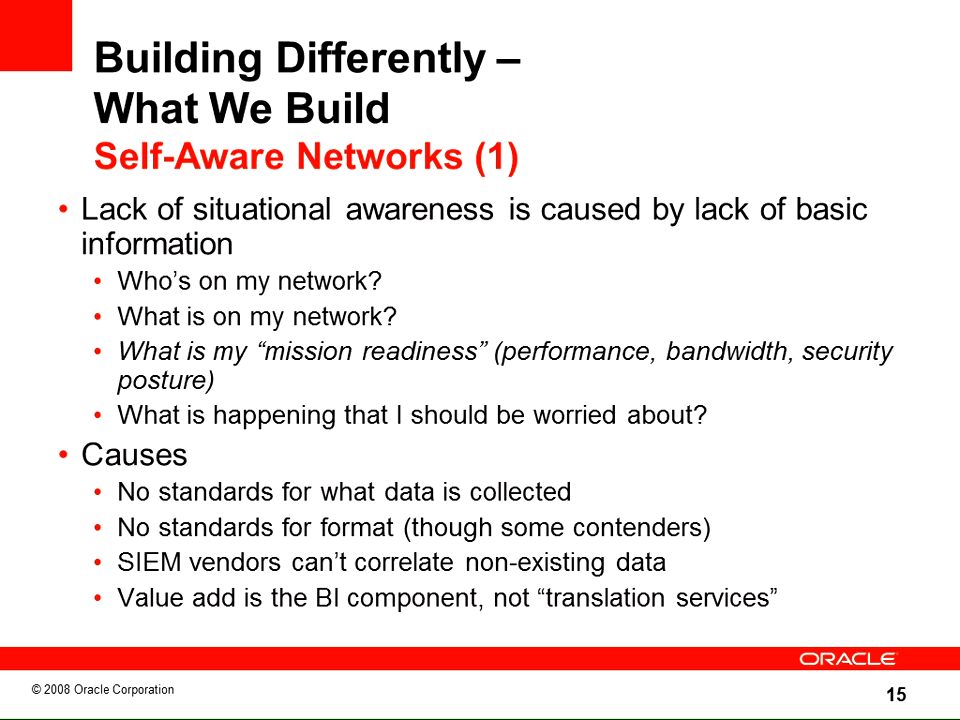 Building Differently –
What We Build
Self-Aware Networks (1)
• Lack of situational awareness is caused by lack of basic
information
• Who’s on my network?
• What is on my network?
• What is my “mission readiness” (performance, bandwidth, security
posture)
• What is happening that I should be worried about?
• Causes
• No standards for what data is collected
• No standards for format (though some contenders)
• SIEM vendors can’t correlate non-existing data
• Value add is the BI component, not “translation services”
ORACLE
© 2008 Oracle Corporation
15